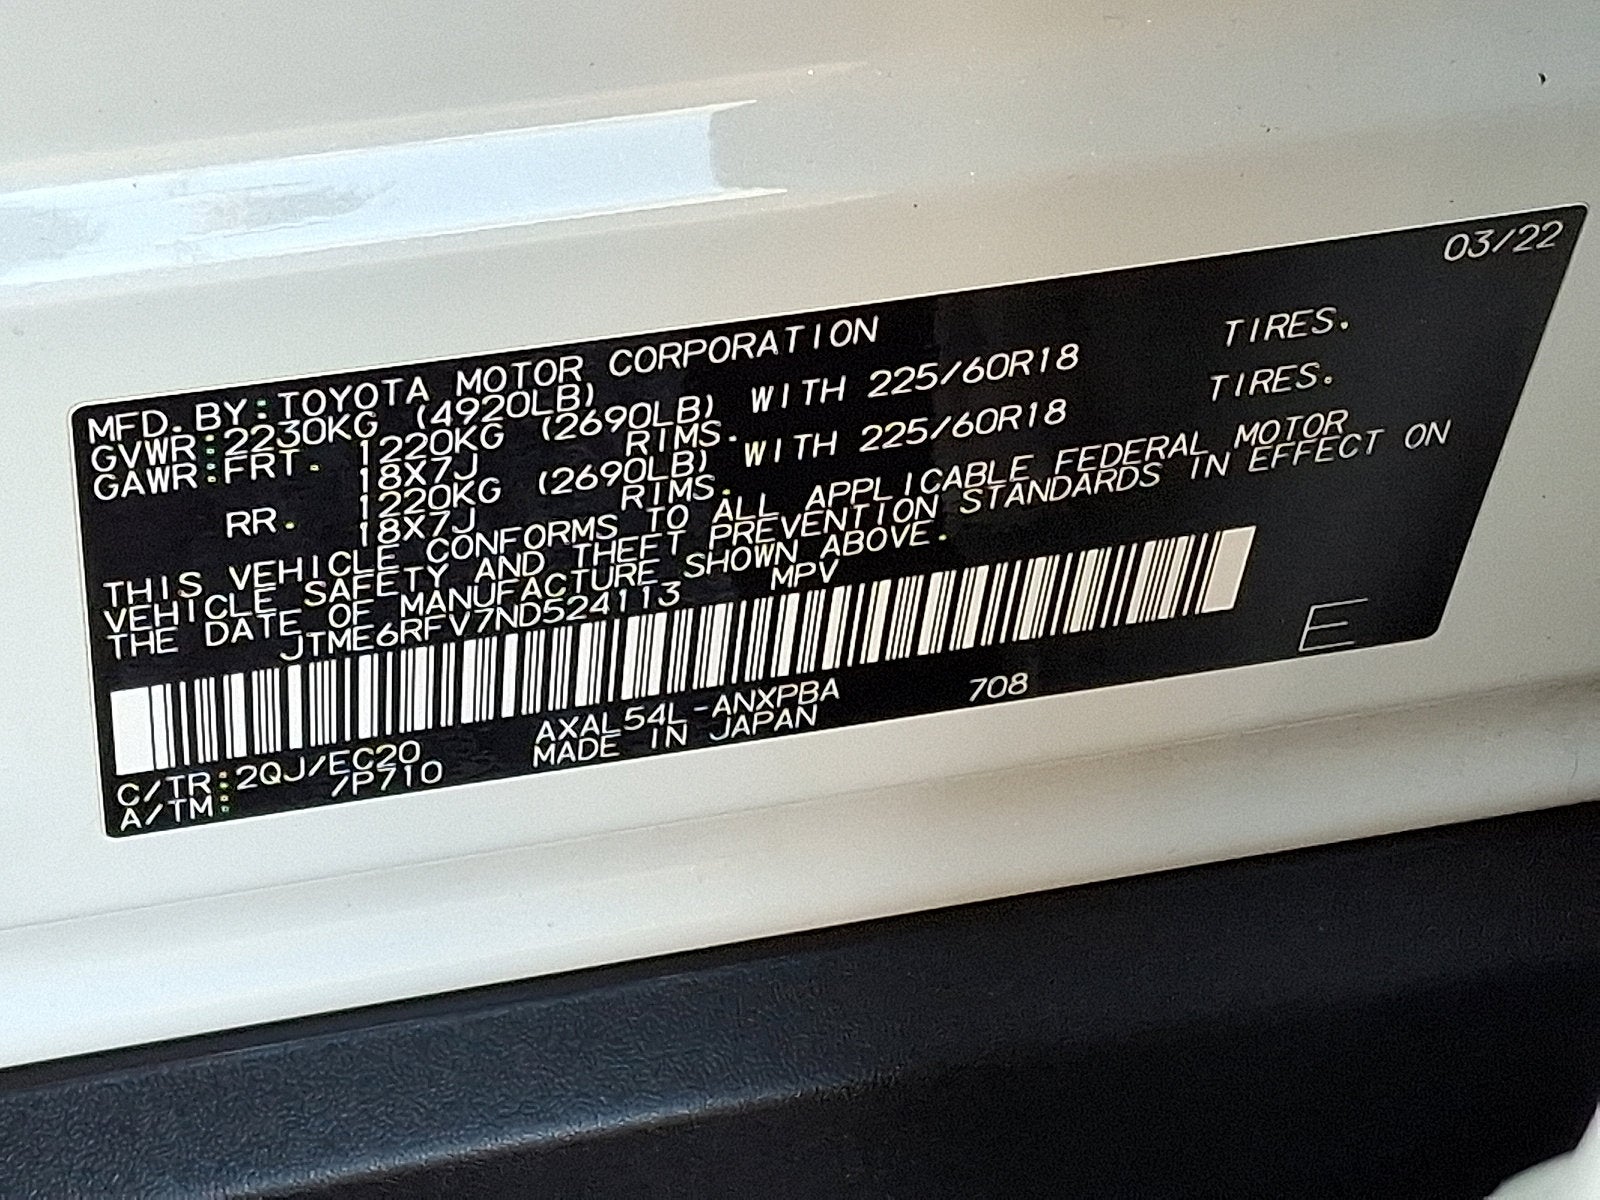 03/22
MFD. BY: TOYOTA MOTOR CORPORATION
GVWR: 2230KG (4920LB)
GAWR: FRT. 1220KG (2690LB) WITH 225/60R18 TIRES.
18X7J RIMS.
RR. 1220KG (2690LB) WITH 225/60R18 TIRES.
18X7J RIMS.
THIS VEHICLE CONFORMS TO ALL APPLICABLE FEDERAL MOTOR
VEHICLE SAFETY AND THEFT PREVENTION STANDARDS IN EFFECT ON
THE DATE OF MANUFACTURE SHOWN ABOVE.
JTME6RFV7ND524113 MPV
C/TR: 2QJ/EC20 AXAL54L-ANXPBA 708 E
A/TM: /P710 MADE IN JAPAN